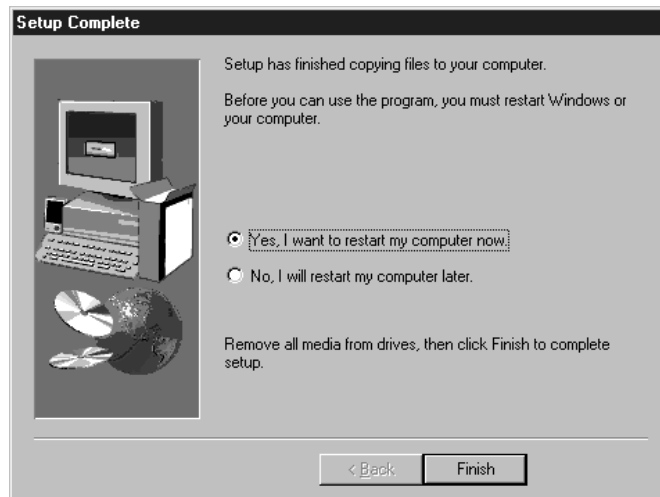 Setup Complete
Setup has finished copying files to your computer.
Before you can use the program, you must restart Windows or
your computer.
Yes, I want to restart my computer now.
No, I will restart my computer later.
Remove all media from drives, then click Finish to complete
setup.
< Back
Finish